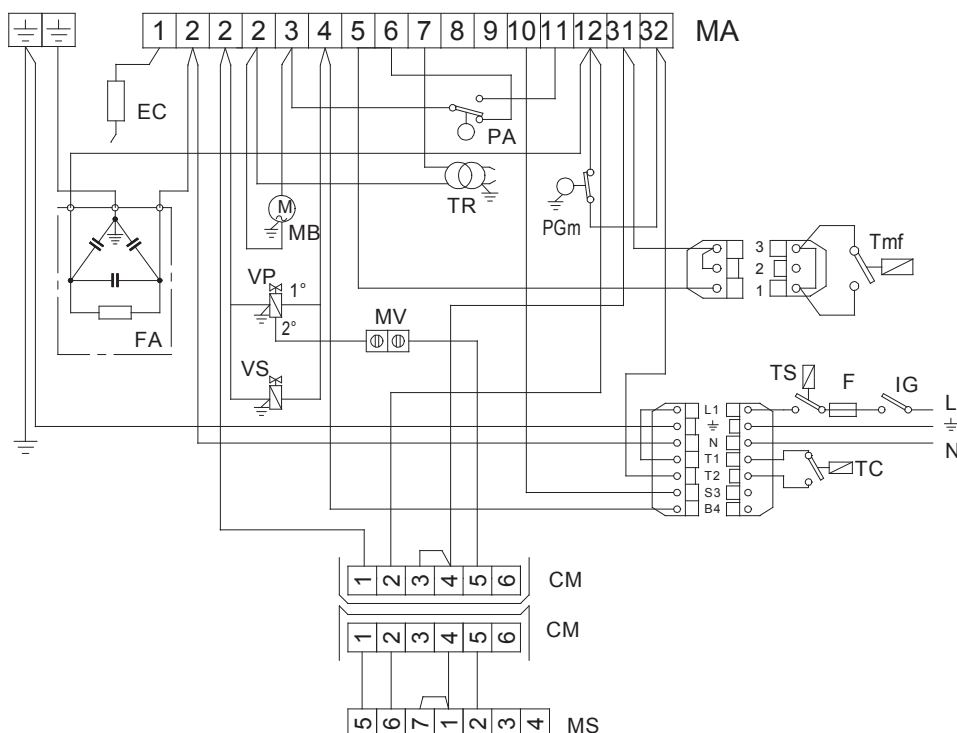 1 2 2 2 3 4 5 6 7 8 9 10 11 12 31 32 MA
EC
PA
TR
M
MB
PGm
3
2
1
Tmf
VP
1°
2°
MV
FA
VS
TS F IG
L1 L
N N
T1
T2 TC
S3
B4
1 2 3 4 5 6 CM
1 2 3 4 5 6 CM
5 6 7 1 2 3 4 MS